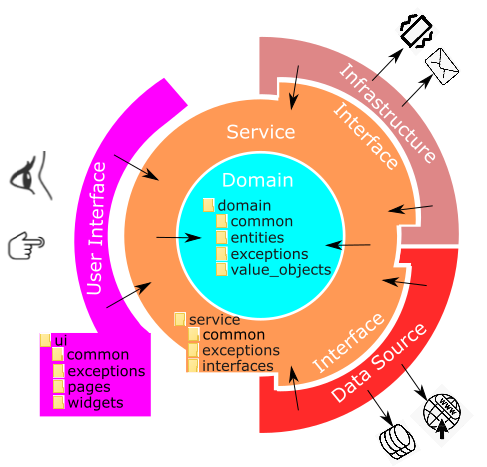 Infrastructure
Interface
Service
Domain
domain
common
entities
exceptions
value_objects
User Interface
service
common
exceptions
interfaces
Interface
Data Source
ui
common
exceptions
pages
widgets
www